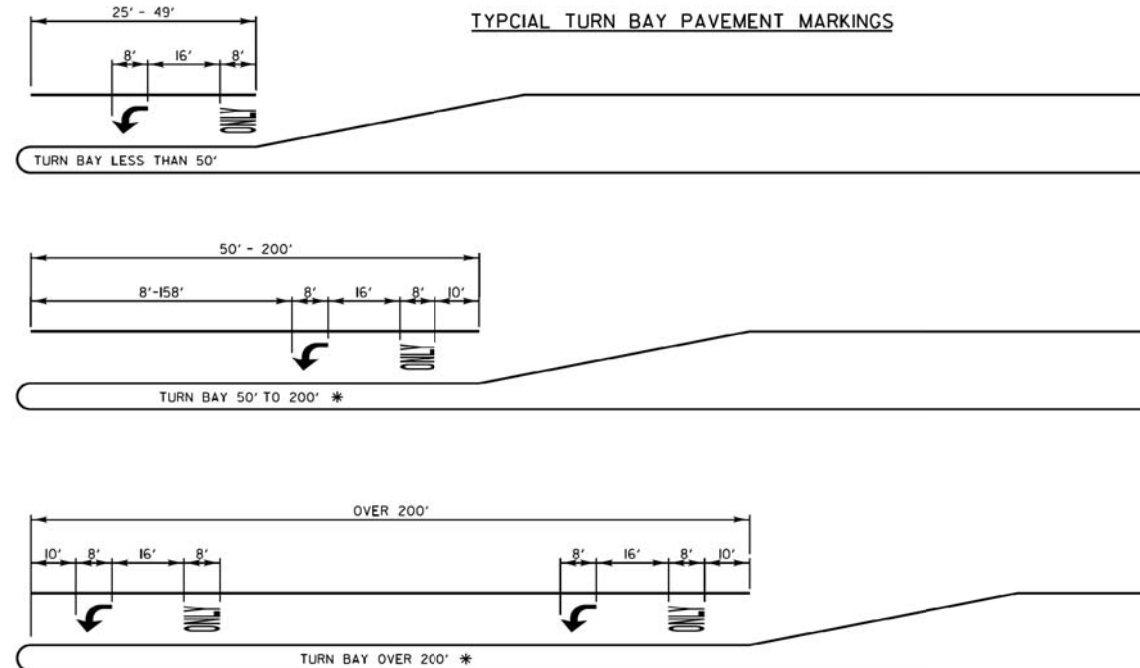 TYPCIAL TURN BAY PAVEMENT MARKINGS
25' - 49'
8' 16' 8'
ONLY
TURN BAY LESS THAN 50'
50' - 200'
8'-158' 8' 16' 8' 10'
ONLY
TURN BAY 50' TO 200' *
OVER 200'
10' 8' 16' 8' 8' 16' 8' 10'
ONLY ONLY
TURN BAY OVER 200' *